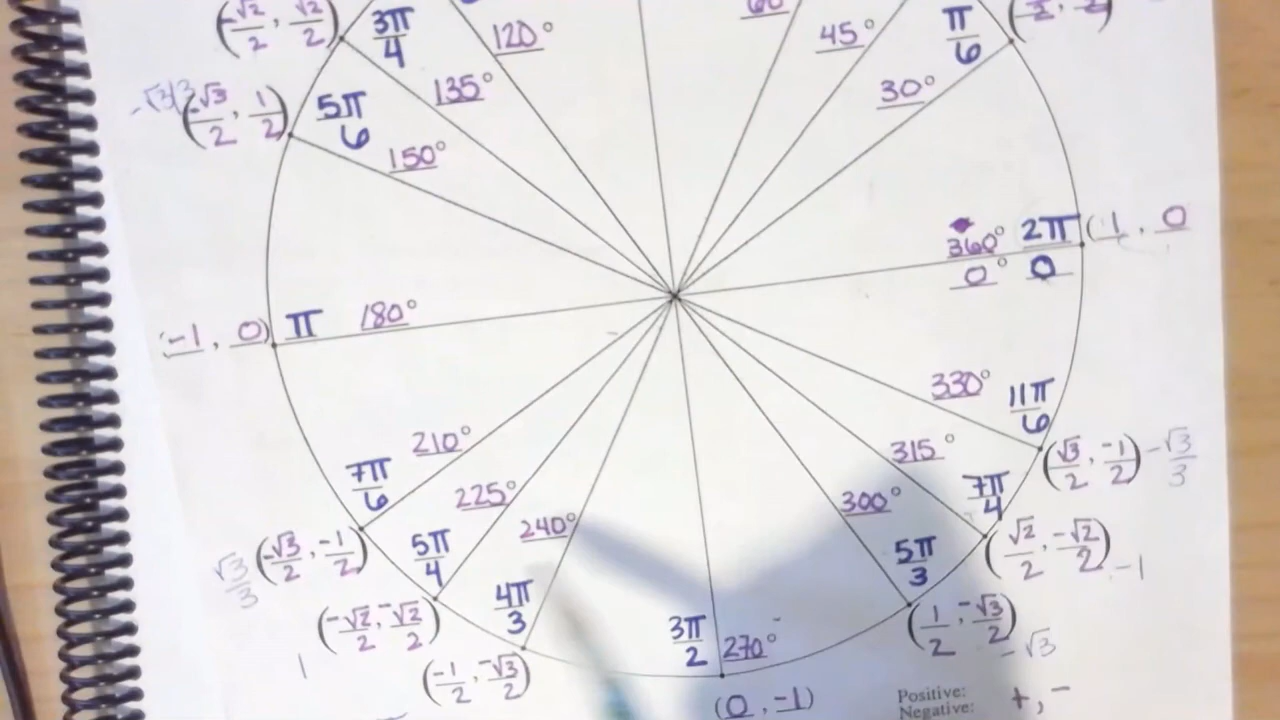 (-√2/2, √2/2) 3π/4
120°
60°
45°
π/6
135°
30°
-√3/3 (-√3/2, 1/2) 5π/6
150°
360° 2π (1, 0
0° 0
(-1, 0) π 180°
330° 11π/6
(√3/2, -1/2) -√3/3
210°
7π/6
315°
7π/4
225°
300°
240°
(√2/2, -√2/2) -1
√3/3 (-√3/2, -1/2)
5π/4
5π/3
4π/3
(-√2/2, -√2/2)
1
(1/2, -√3/2)
-√3
3π/2 270°
(-1/2, -√3/2)
(0, -1)
Positive: +, -
Negative: